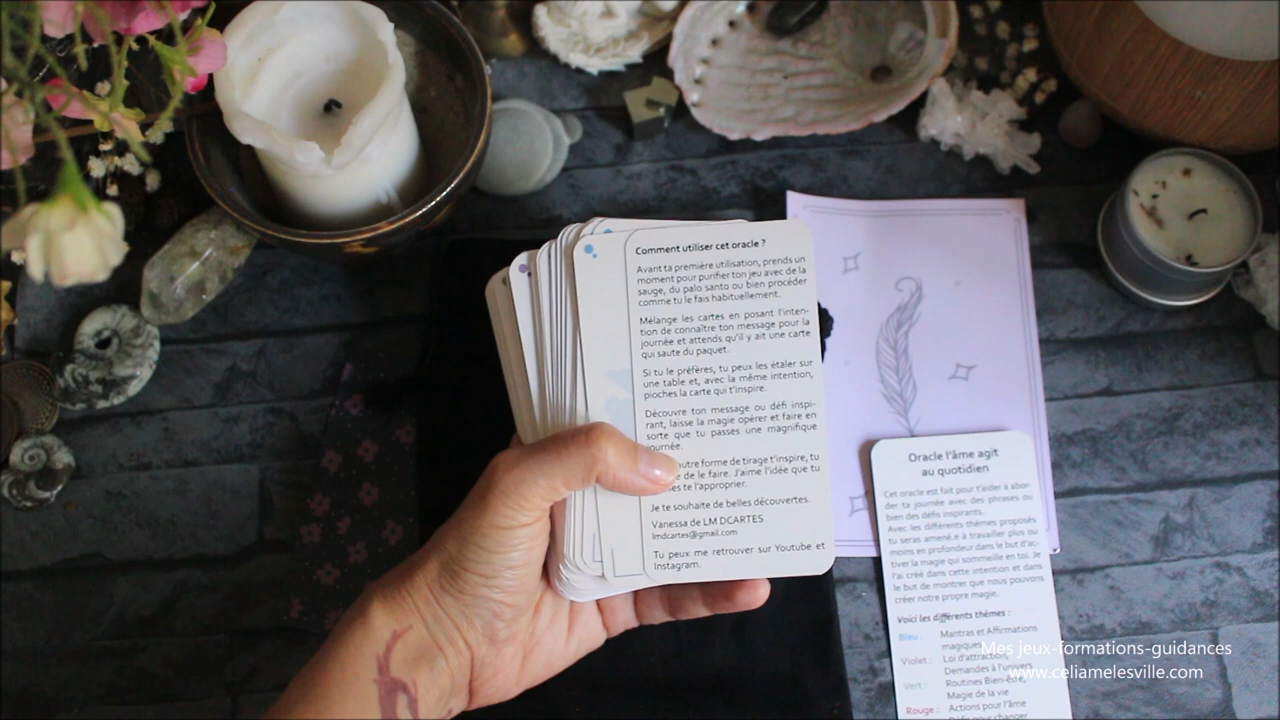 Comment utiliser cet oracle ?
Avant ta première utilisation, prends un
moment pour purifier ton jeu avec de la
sauge, du palo santo ou bien procéder
comme tu le fais habituellement.
Mélange les cartes en posant l'inten-
tion de connaître ton message pour la
journée et attends qu'il y ait une carte
qui saute du paquet.
Si tu le préfères, tu peux les étaler sur
une table et, avec la même intention,
pioches la carte qui t'inspire.
Découvre ton message ou défi inspi-
rant, laisse la magie opérer et faire en
sorte que tu passes une magnifique
journée.
autre forme de tirage t'inspire, tu
de le faire. J'aime l'idée que tu
te l'approprier.
Je te souhaite de belles découvertes.
Vanessa de LM DCARTES
lmdcartes@gmail.com
Tu peux me retrouver sur Youtube et
Instagram.
Oracle l'âme agit
au quotidien
Cet oracle est fait pour t'aider à abor-
der ta journée avec des phrases ou
bien des défis inspirants.
Avec les différents thèmes proposés
tu seras amené.e à travailler plus ou
moins en profondeur dans le but d'ac-
tiver la magie qui sommeille en toi. Je
l'ai créé dans cette intention et dans
le but de montrer que nous pouvons
créer notre propre magie.
Voici les différents thèmes :
Bleu : Mantras et Affirmations
magiques
Violet : Loi d'attraction,
Demandes à l'univers
Vert : Routines Bien-être,
Magie de la vie
Rouge : Actions pour l'âme
Défis pour changer
Mes jeux-formations-guidances
www.celiamelesville.com